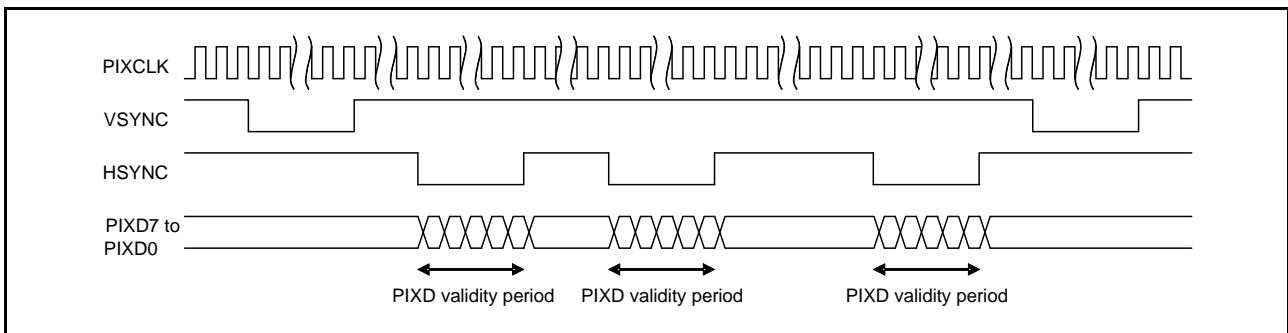 PIXCLK
VSYNC
HSYNC
PIXD7 to
PIXD0
PIXD validity period PIXD validity period PIXD validity period